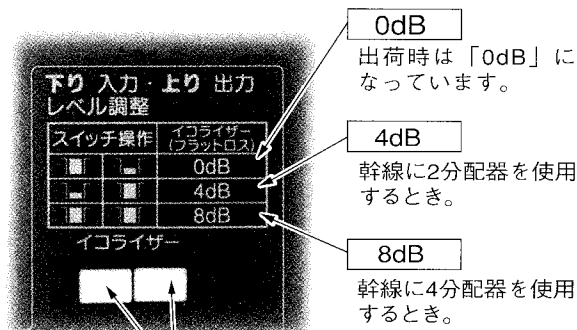 下り 入力・上り 出力
レベル調整
スイッチ操作 イコライザー
(フラットロス)
0dB
4dB
8dB
イコライザー
0dB
出荷時は「0dB」に
なっています。
4dB
幹線に2分配器を使用
するとき。
8dB
幹線に4分配器を使用
するとき。